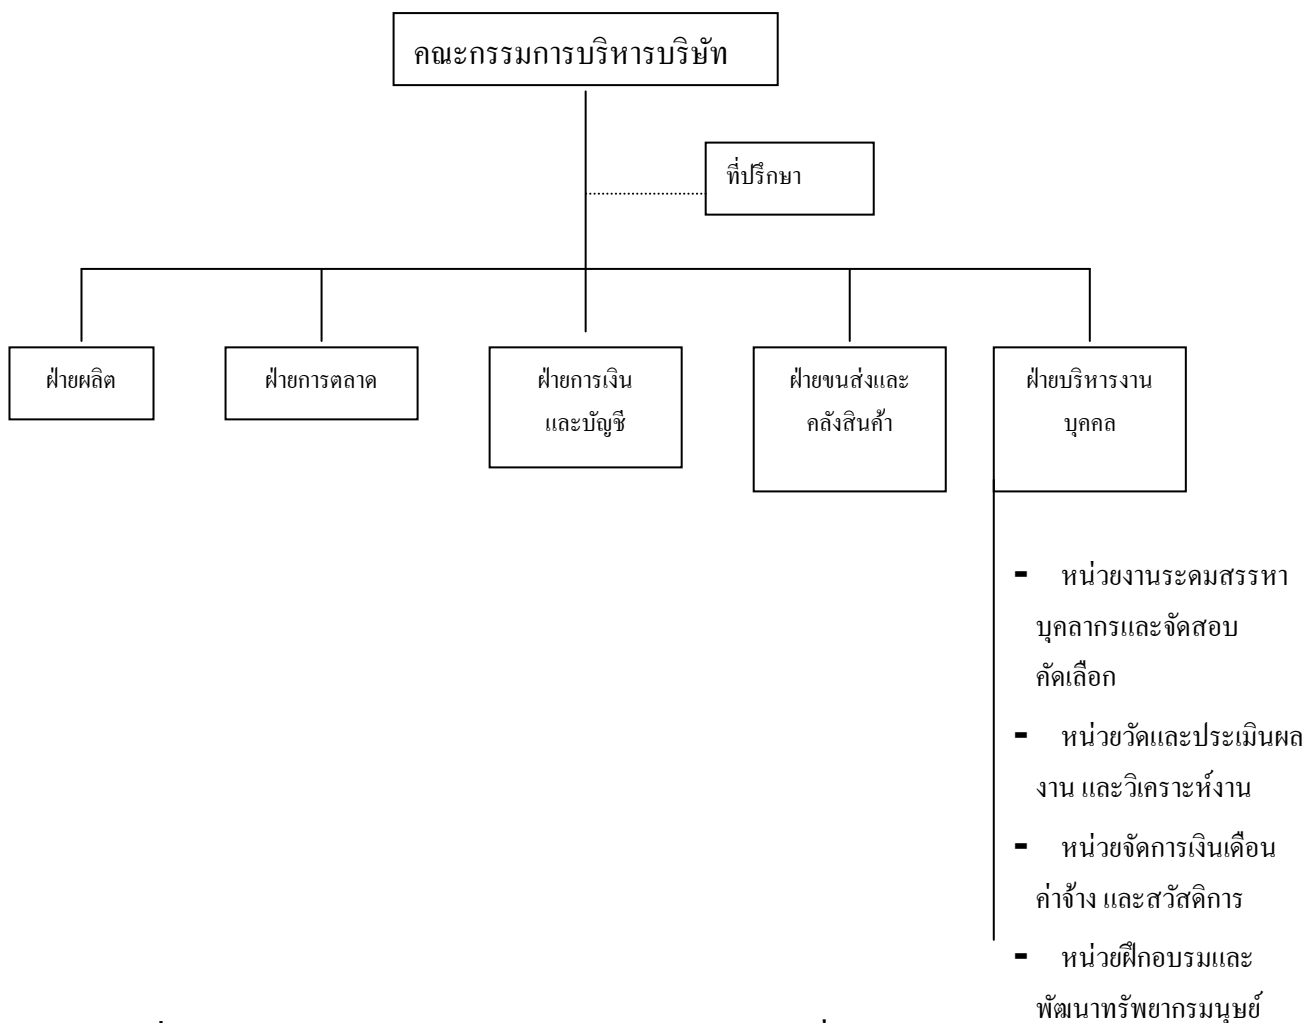 คณะกรรมการบริหารบริษัท
ที่ปรึกษา
ฝ่ายผลิต
ฝ่ายการตลาด
ฝ่ายการเงิน
และบัญชี
ฝ่ายขนส่งและ
คลังสินค้า
ฝ่ายบริหารงาน
บุคคล
- หน่วยงานระดมสรรหา
บุคลากรและจัดสอบ
คัดเลือก
- หน่วยวัดและประเมินผล
งาน และวิเคราะห์งาน
- หน่วยจัดการเงินเดือน
ค่าจ้าง และสวัสดิการ
- หน่วยฝึกอบรมและ
พัฒนาทรัพยากรมนุษย์